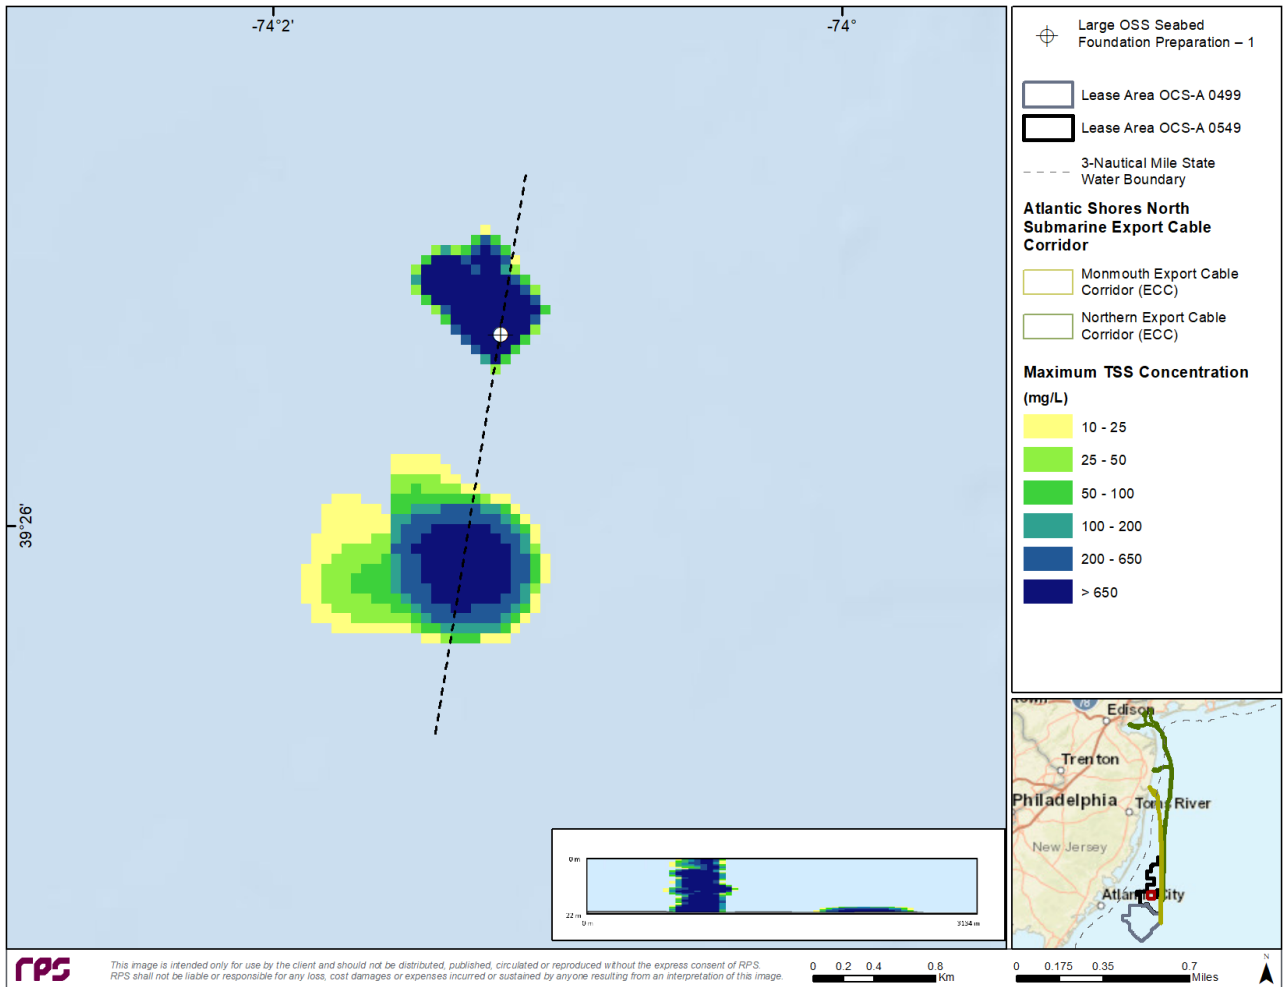 -74°2'
-74°
39°26'
Large OSS Seabed
Foundation Preparation – 1
Lease Area OCS-A 0499
Lease Area OCS-A 0549
3-Nautical Mile State
Water Boundary
Atlantic Shores North
Submarine Export Cable
Corridor
Monmouth Export Cable
Corridor (ECC)
Northern Export Cable
Corridor (ECC)
Maximum TSS Concentration
(mg/L)
10 - 25
25 - 50
50 - 100
100 - 200
200 - 650
> 650
0 m
22 m
0 m
3134 m
78
Edison
Trenton
Philadelphia
Toms River
New Jersey
Atlantic City
rps
This image is intended only for use by the client and should not be distributed, published, circulated or reproduced without the express consent of RPS.
RPS shall not be liable or responsible for any loss, cost damages or expenses incurred or sustained by anyone resulting from an interpretation of this image.
0 0.2 0.4 0.8
Km
0 0.175 0.35 0.7
Miles
N